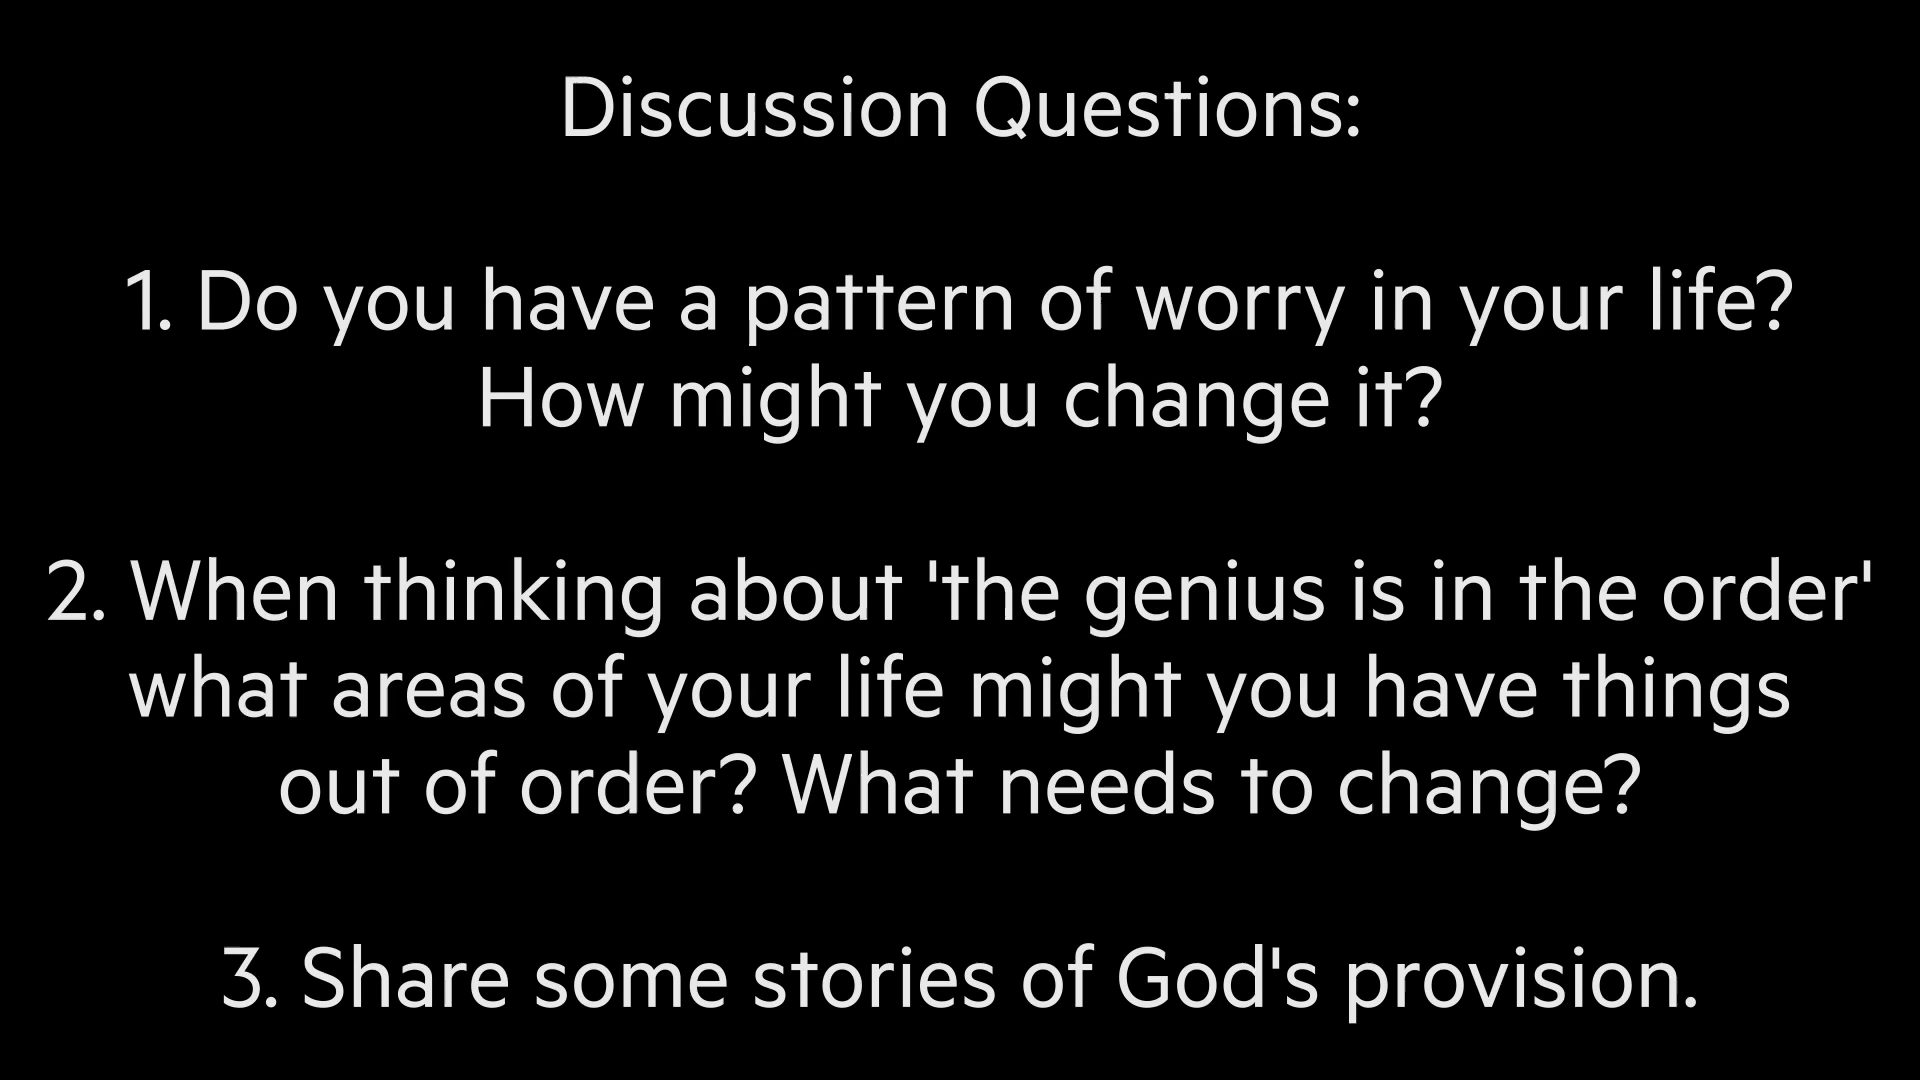 Discussion Questions:
1. Do you have a pattern of worry in your life?
How might you change it?
2. When thinking about 'the genius is in the order'
what areas of your life might you have things
out of order? What needs to change?
3. Share some stories of God's provision.